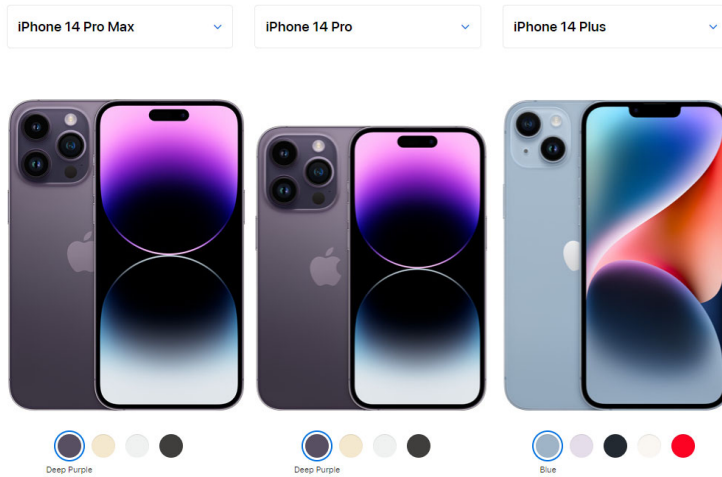 iPhone 14 Pro Max
iPhone 14 Pro
iPhone 14 Plus
Deep Purple
Deep Purple
Blue